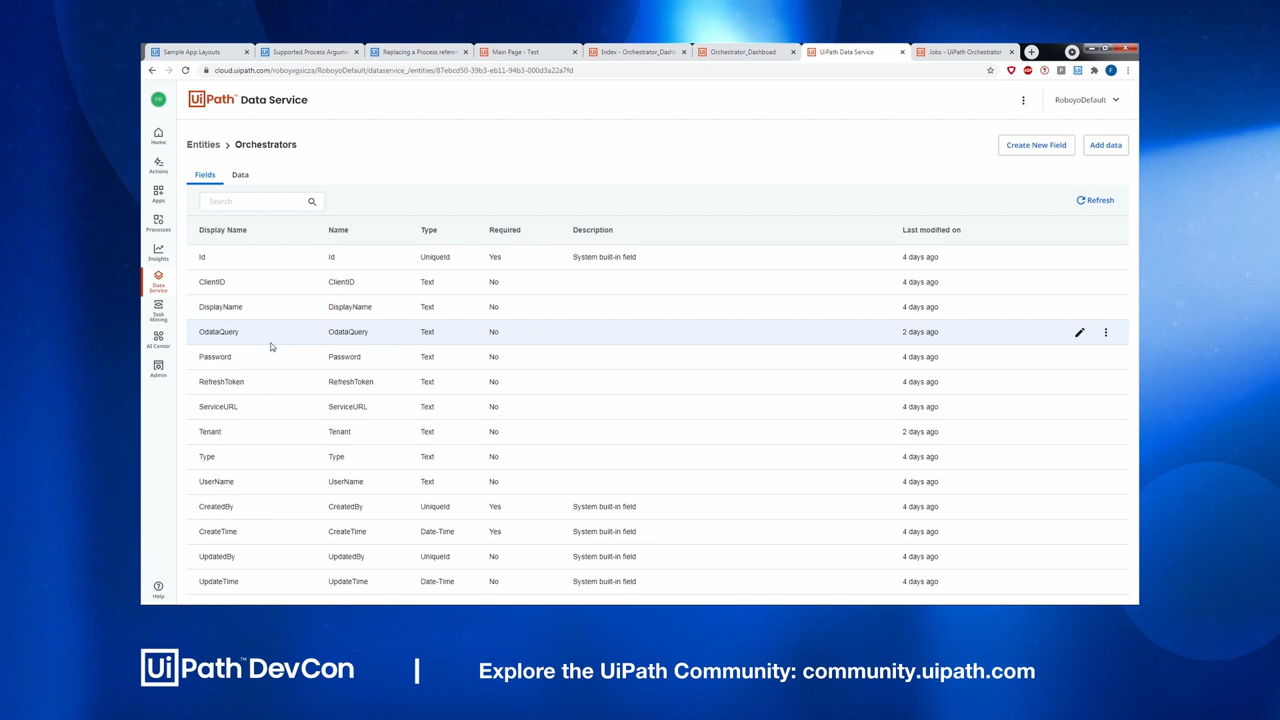 Sample App Layouts
Supported Process Argum
Replacing a Process refere
Main Page - Test
Index - Orchestrator_Dashb
Orchestrator_Dashboad
UiPath Data Service
Jobs - UiPath Orchestrator
cloud.uipath.com/roboyxgsicza/RoboyoDefault/dataservice_/entities/87ebcd50-39b3-eb11-94b3-000d3a22a7fd
FR
UiPath™ Data Service
RoboyoDefault
Home
Actions
Apps
Processes
Insights
Data Service
Task Mining
AI Center
Admin
Help
Entities > Orchestrators
Create New Field
Add data
Fields Data
Search
Refresh
Display Name Name Type Required Description Last modified on
Id Id UniqueId Yes System built-in field 4 days ago
ClientID ClientID Text No 4 days ago
DisplayName DisplayName Text No 4 days ago
OdataQuery OdataQuery Text No 2 days ago
Password Password Text No 4 days ago
RefreshToken RefreshToken Text No 4 days ago
ServiceURL ServiceURL Text No 4 days ago
Tenant Tenant Text No 2 days ago
Type Type Text No 4 days ago
UserName UserName Text No 4 days ago
CreatedBy CreatedBy UniqueId Yes System built-in field 4 days ago
CreateTime CreateTime Date-Time Yes System built-in field 4 days ago
UpdatedBy UpdatedBy UniqueId No System built-in field 4 days ago
UpdateTime UpdateTime Date-Time No System built-in field 4 days ago
UiPath™ DevCon | Explore the UiPath Community: community.uipath.com